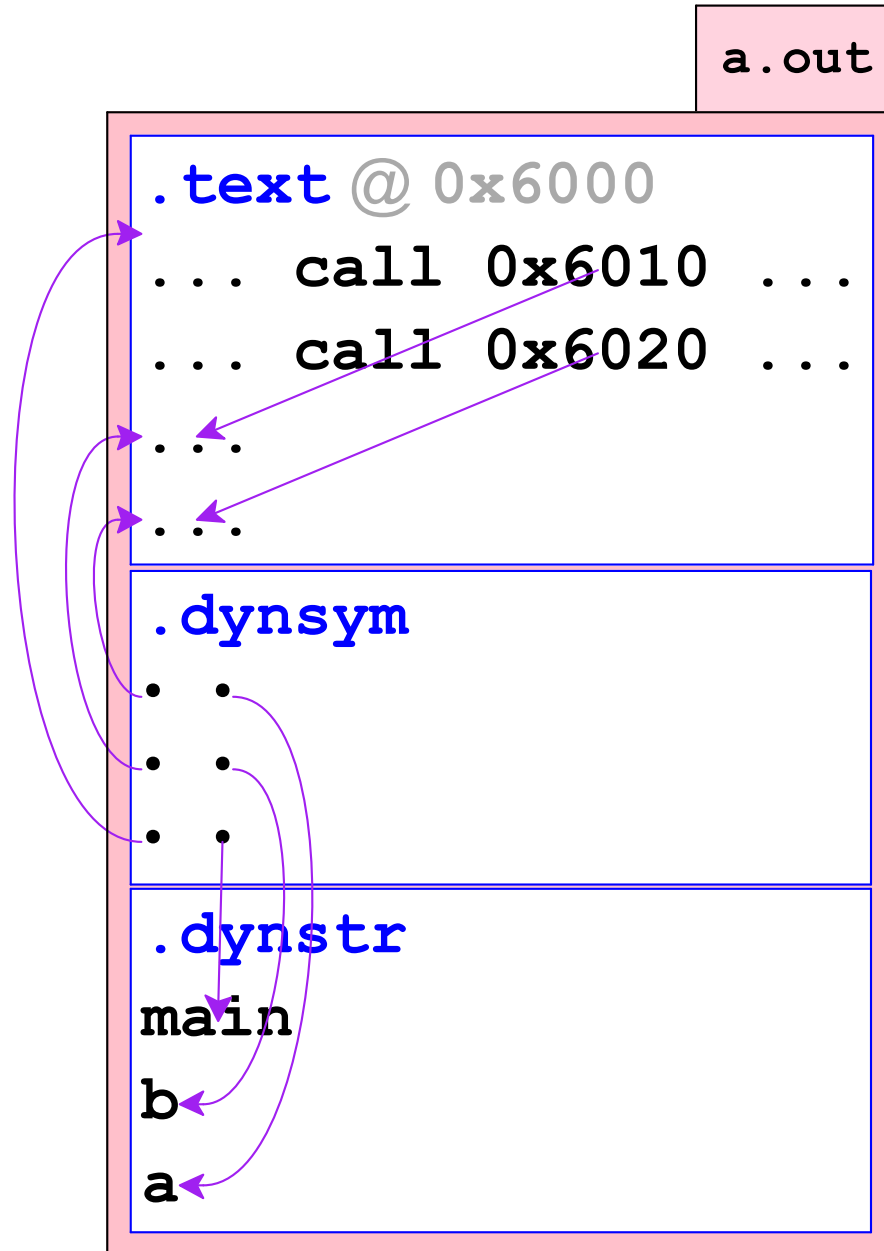 a.out
.text @ 0x6000
... call 0x6010 ...
... call 0x6020 ...
...
...
.dynsym
• •
• •
• •
.dynstr
main
b
a